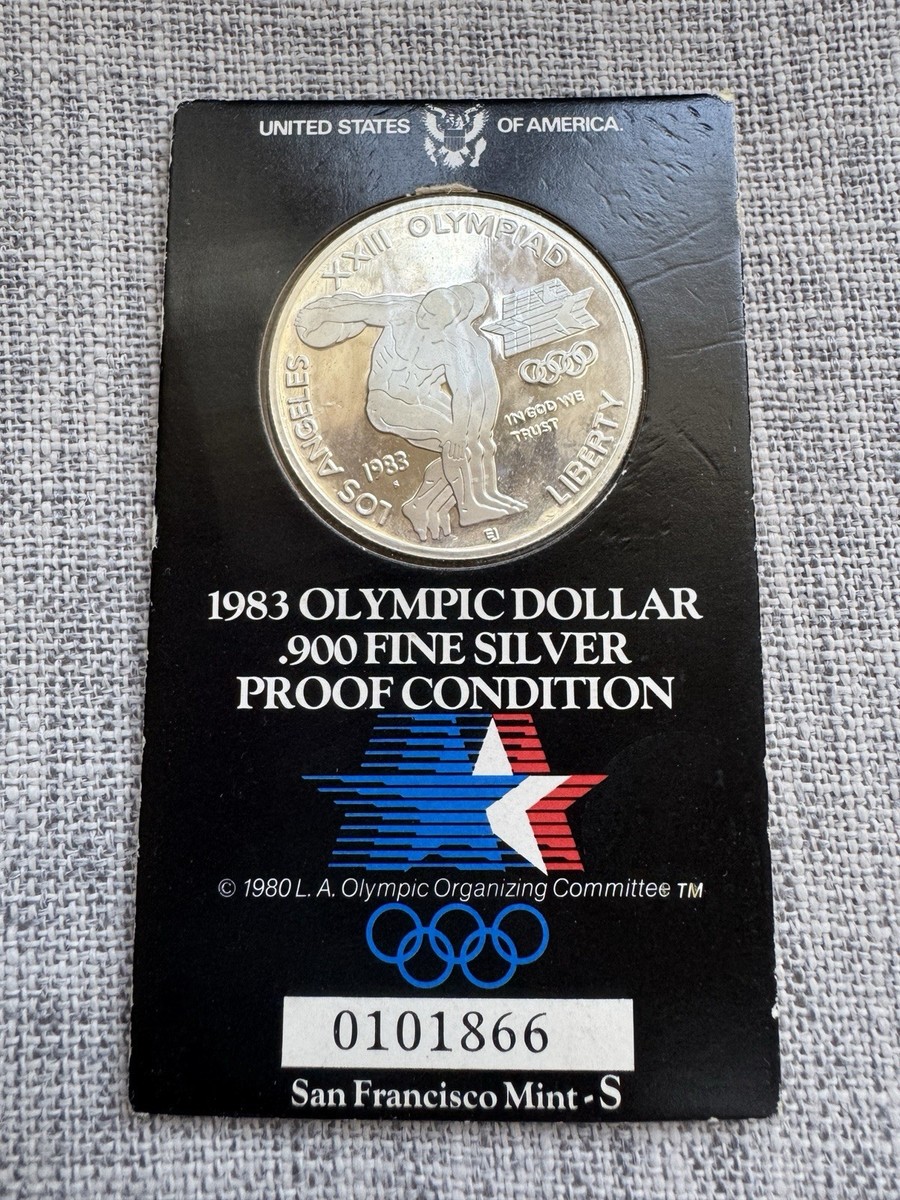 UNITED STATES OF AMERICA.
XXIII OLYMPIAD
LOS ANGELES
1983
S
IN GOD WE
TRUST
LIBERTY
EJ
1983 OLYMPIC DOLLAR
.900 FINE SILVER
PROOF CONDITION
© 1980 L. A. Olympic Organizing Committee TM
0101866
San Francisco Mint - S